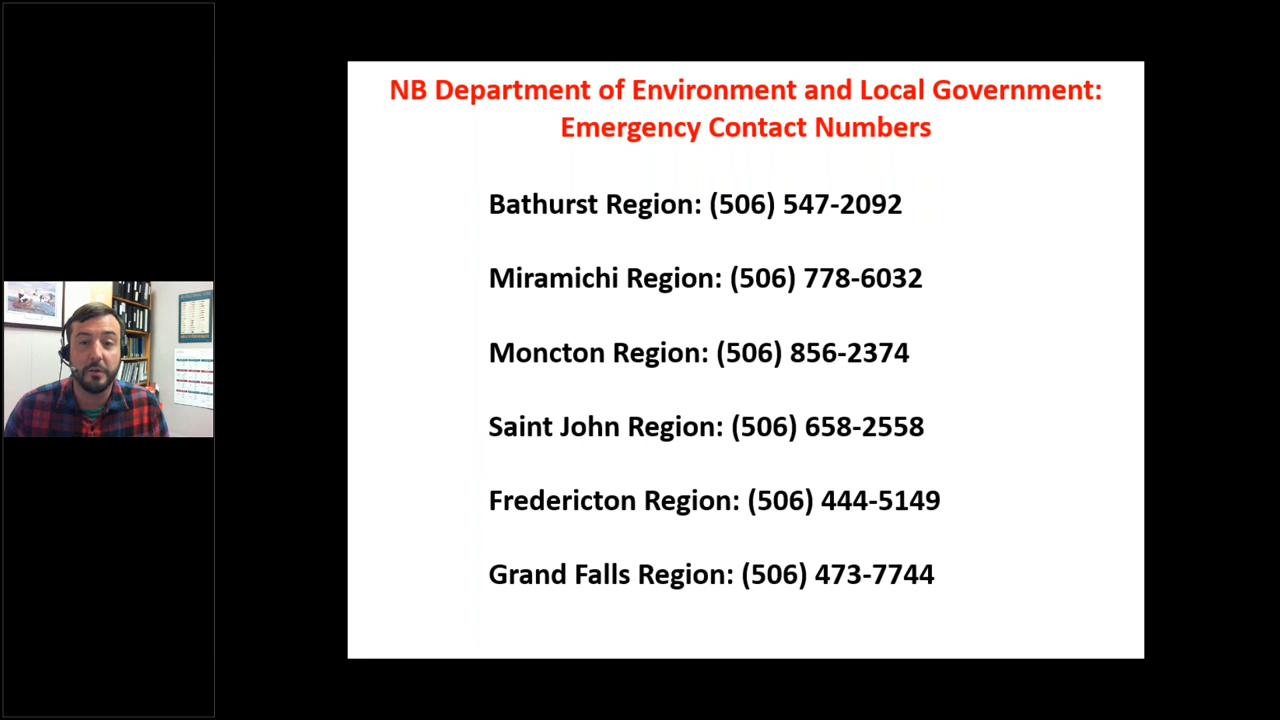 NB Department of Environment and Local Government:
Emergency Contact Numbers
Bathurst Region: (506) 547-2092
Miramichi Region: (506) 778-6032
Moncton Region: (506) 856-2374
Saint John Region: (506) 658-2558
Fredericton Region: (506) 444-5149
Grand Falls Region: (506) 473-7744